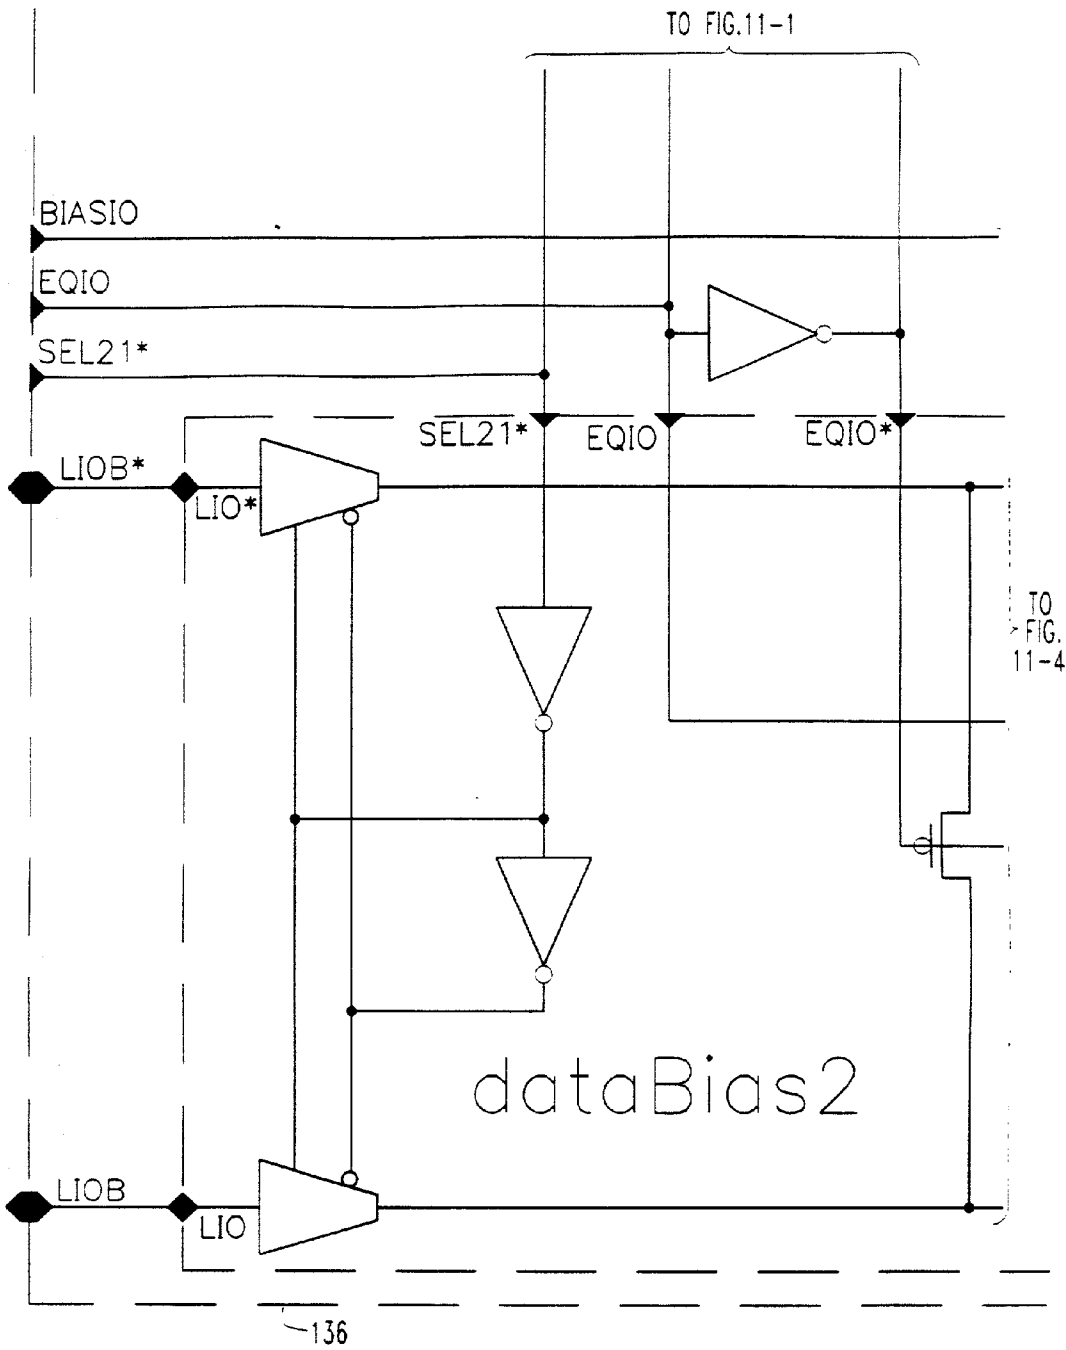 TO FIG.11-1
BIASIO
EQIO
SEL21*
SEL21*
EQIO
EQIO*
LIOB*
LIO*
TO
FIG.
11-4
dataBias2
LIOB
LIO
136